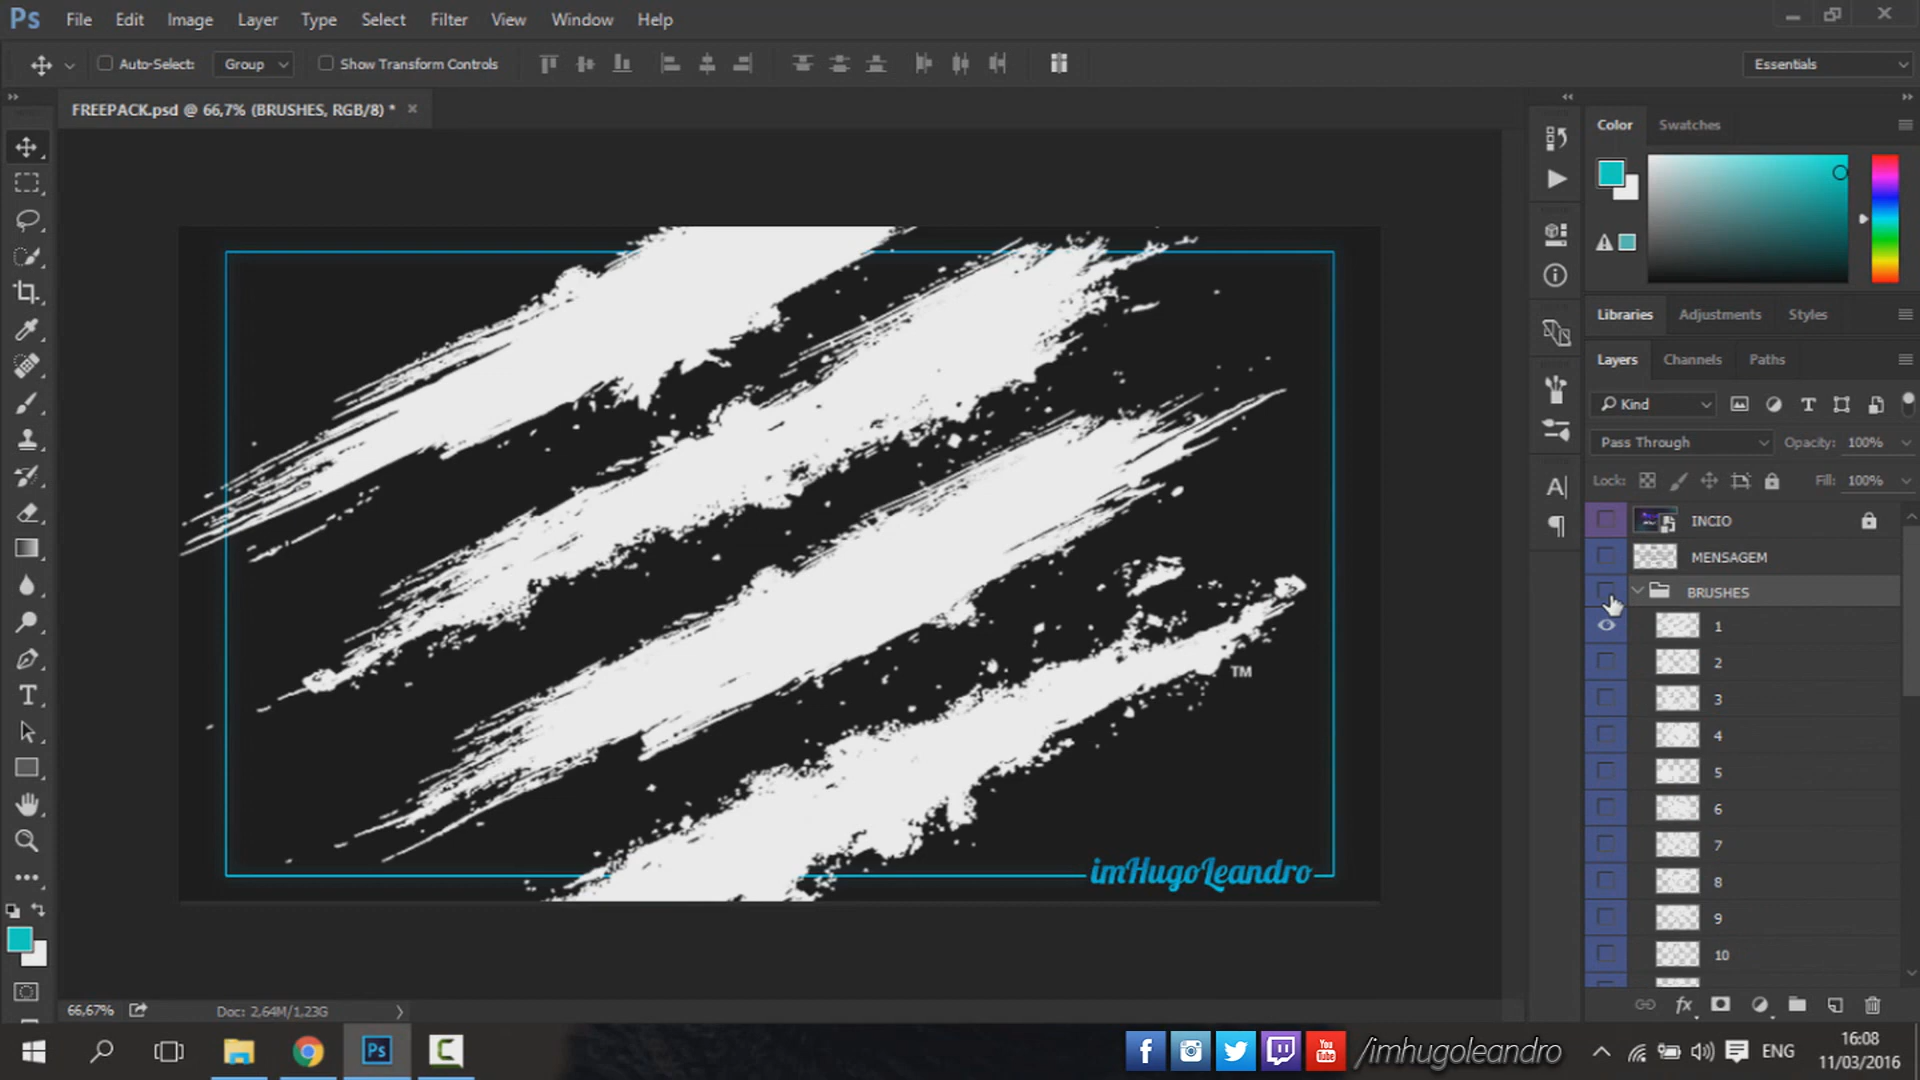 Ps File Edit Image Layer Type Select Filter View Window Help
Auto-Select: Group Show Transform Controls Essentials
FREEPACK.psd @ 66,7% (BRUSHES, RGB/8) *
Color Swatches
Libraries Adjustments Styles
Layers Channels Paths
Kind
Pass Through Opacity: 100%
Lock: Fill: 100%
INCIO
MENSAGEM
BRUSHES
1
2
3
4
5
6
7
8
9
10
TM
imHugoLeandro
66,67% Doc: 2,64M/1,23G
Ps
You Tube /imhugoleandro ENG 16:08
11/03/2016